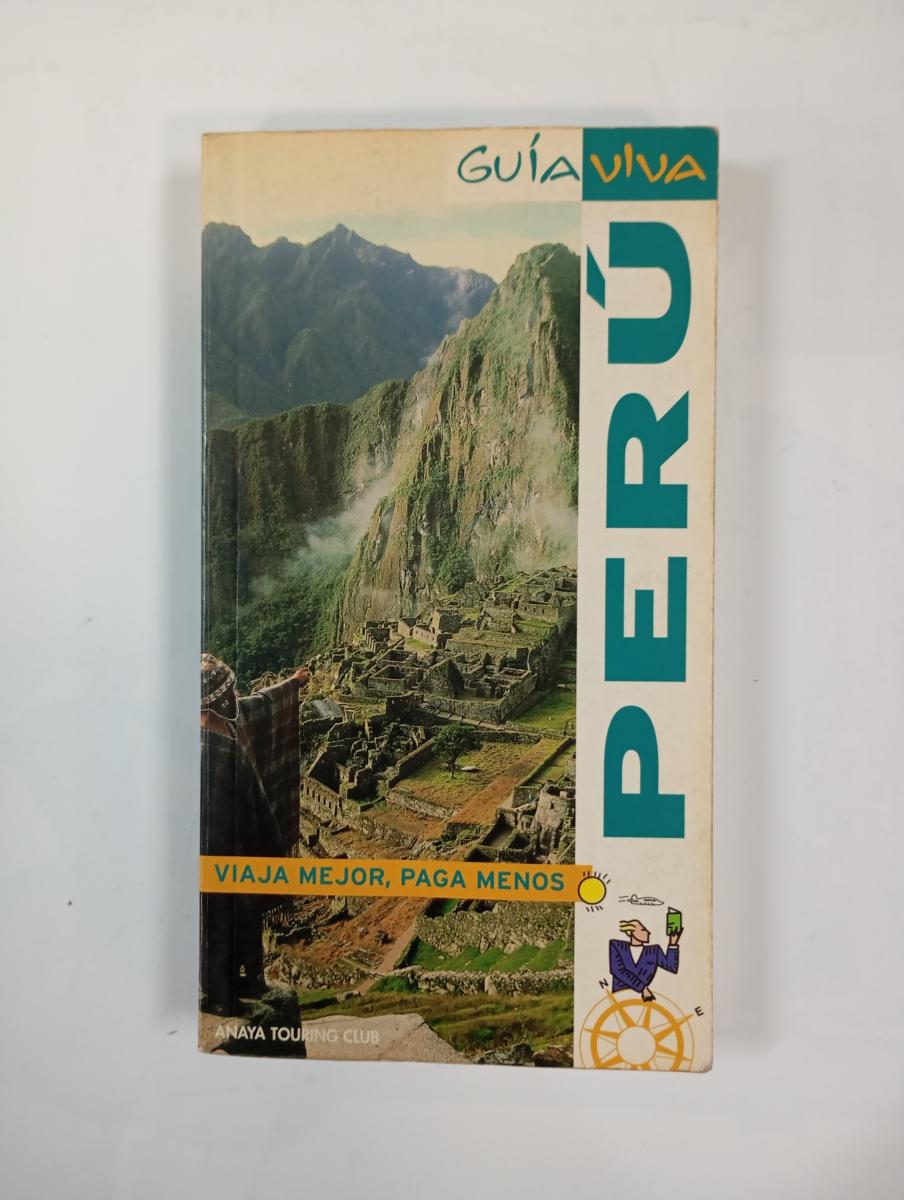 GUÍA VIVA
PERÚ
VIAJA MEJOR, PAGA MENOS
N
E
ANAYA TOURING CLUB